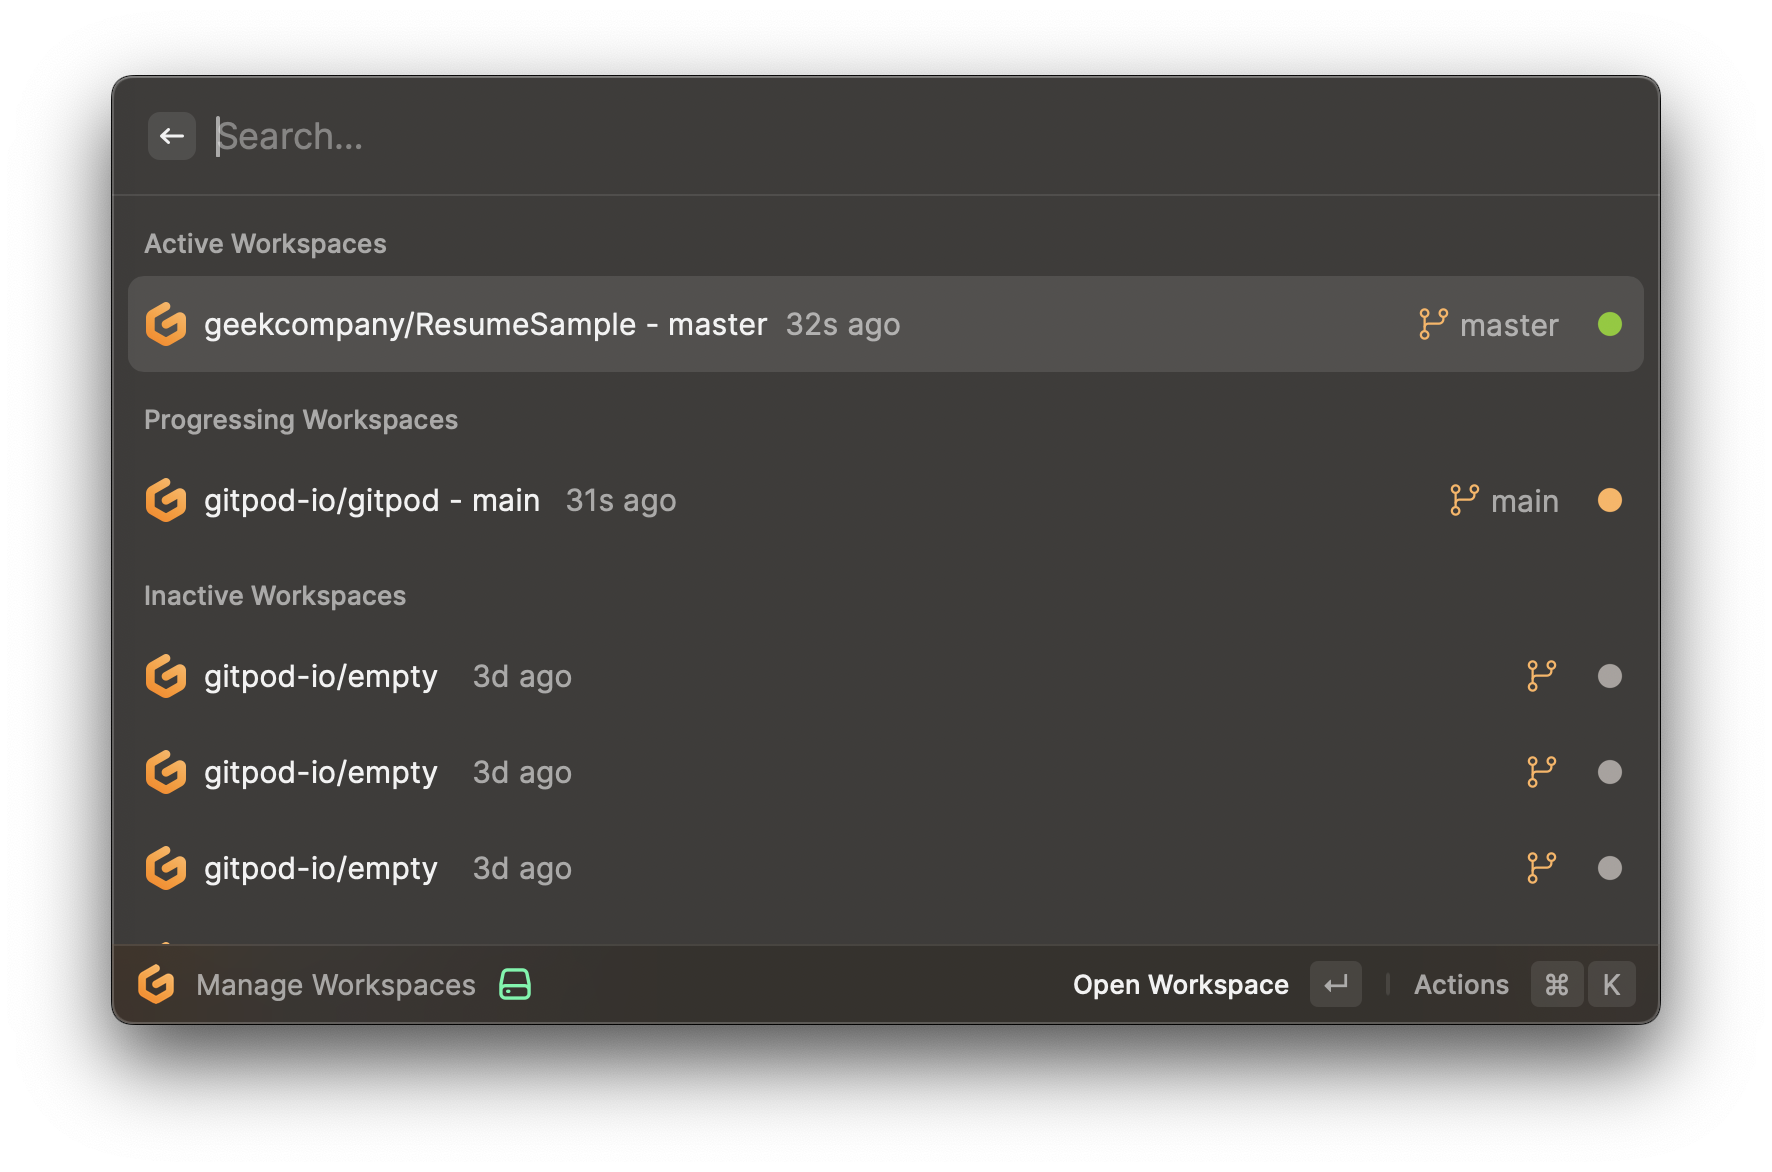 Search...
Active Workspaces
geekcompany/ResumeSample - master 32s ago master
Progressing Workspaces
gitpod-io/gitpod - main 31s ago main
Inactive Workspaces
gitpod-io/empty 3d ago
gitpod-io/empty 3d ago
gitpod-io/empty 3d ago
Manage Workspaces Open Workspace ↵ Actions ⌘ K